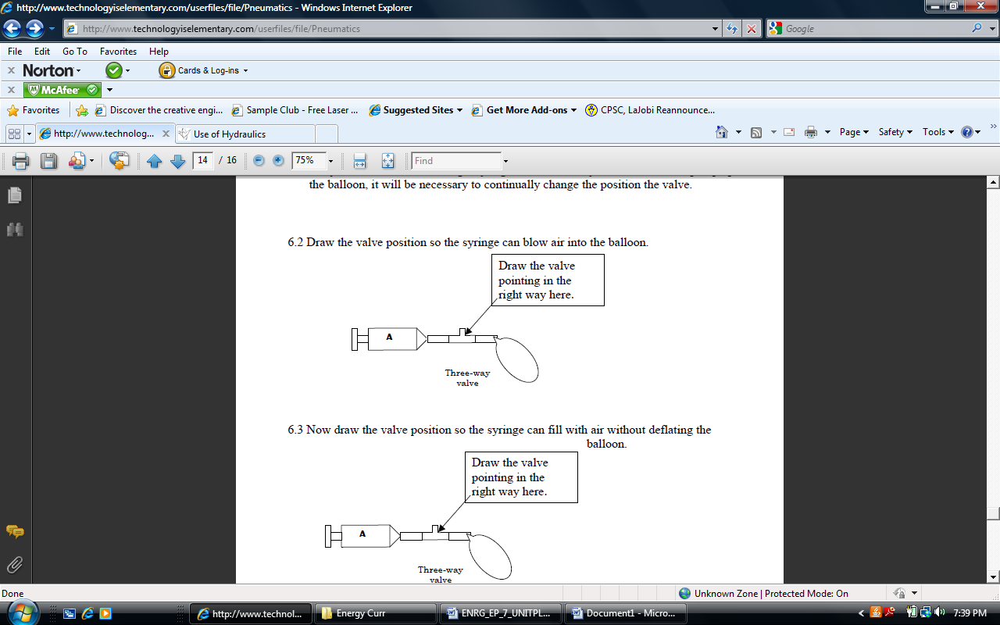 http://www.technologyiselementary.com/userfiles/file/Pneumatics - Windows Internet Explorer
http://www.technologyiselementary.com/userfiles/file/Pneumatics
Google
File Edit Go To Favorites Help
x Norton Cards & Log-ins
x McAfee
Favorites Discover the creative engi... Sample Club - Free Laser ... Suggested Sites Get More Add-ons CPSC, LaJobi Reannounce...
http://www.technolog... X Use of Hydraulics Page Safety Tools »
14 / 16 75% Find
the balloon, it will be necessary to continually change the position the valve.
6.2 Draw the valve position so the syringe can blow air into the balloon.
Draw the valve
pointing in the
right way here.
A
Three-way
valve
6.3 Now draw the valve position so the syringe can fill with air without deflating the
balloon.
Draw the valve
pointing in the
right way here.
A
Three-way
valve
Done Unknown Zone | Protected Mode: On
http://www.technol... Energy Curr ENRG_EP_7_UNITPL... Document1 - Micro... 7:39 PM